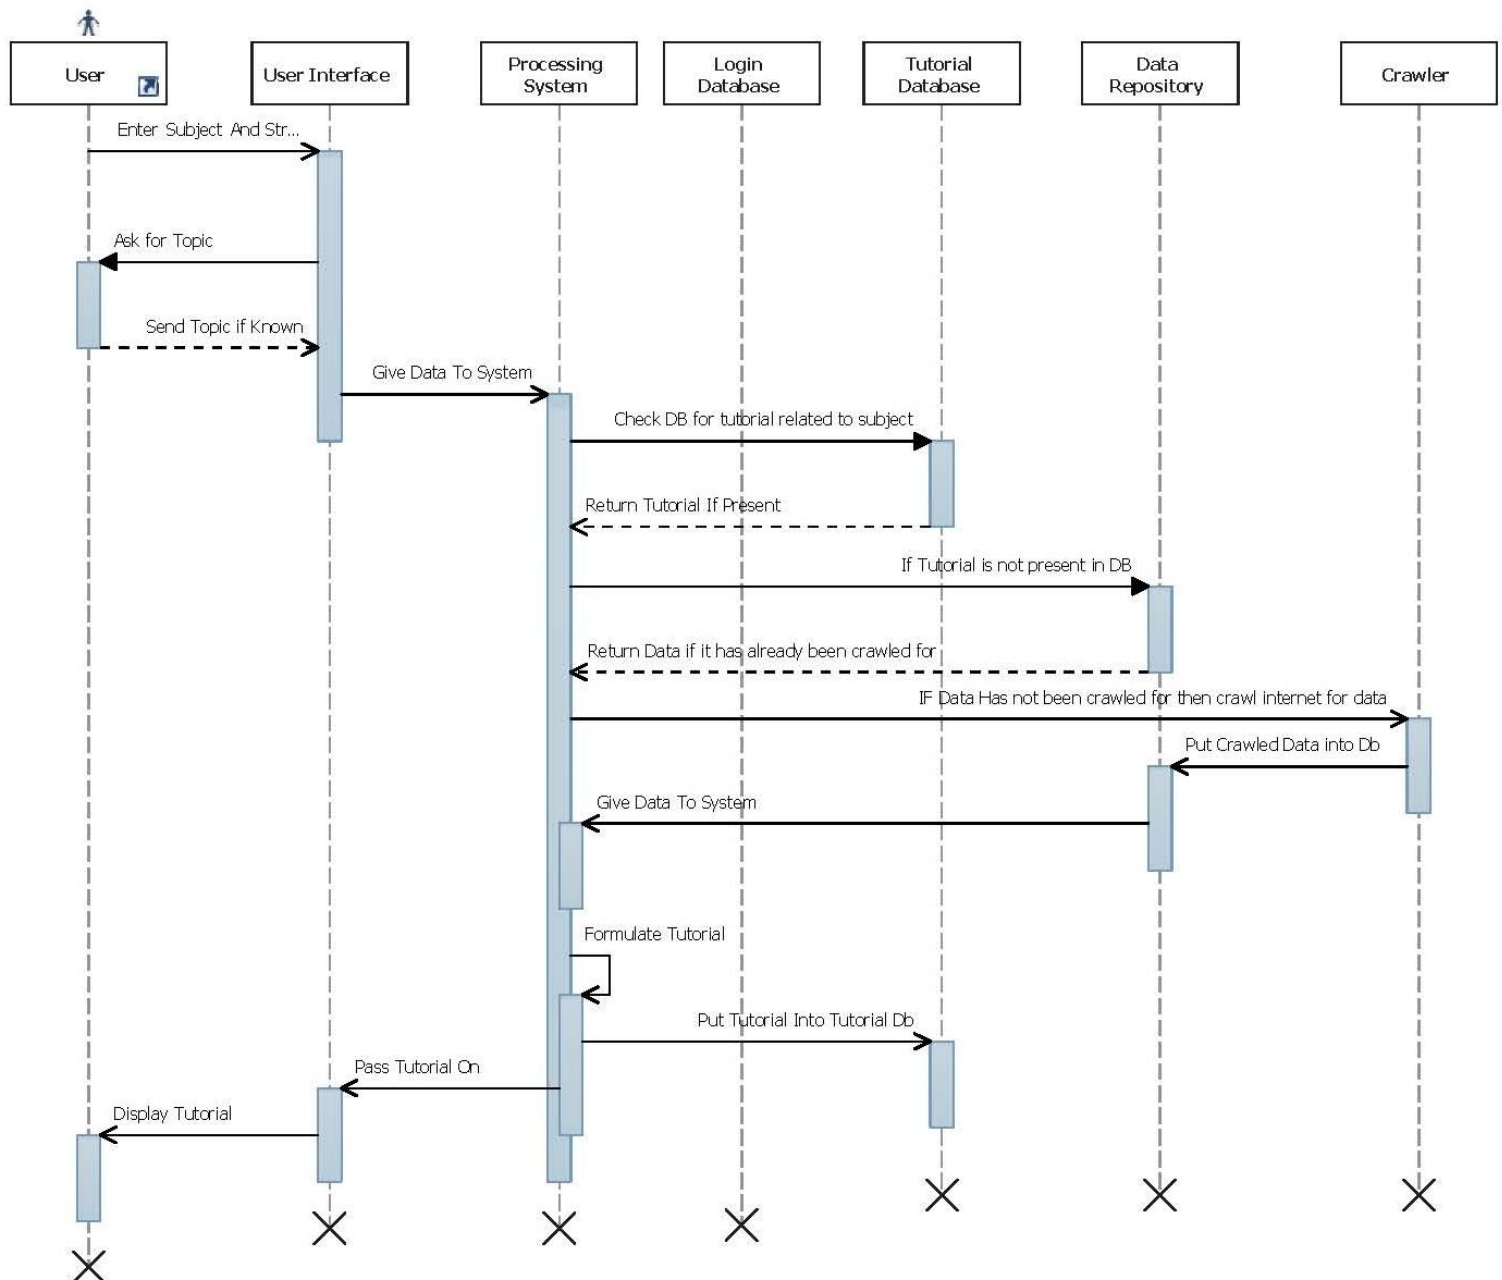 User
User Interface
Processing
System
Login
Database
Tutorial
Database
Data
Repository
Crawler
Enter Subject And Str...
Ask for Topic
Send Topic if Known
Give Data To System
Check DB for tutorial related to subject
Return Tutorial If Present
If Tutorial is not present in DB
Return Data if it has already been crawled for
IF Data Has not been crawled for then crawl internet for data
Put Crawled Data into Db
Give Data To System
Formulate Tutorial
Put Tutorial Into Tutorial Db
Pass Tutorial On
Display Tutorial